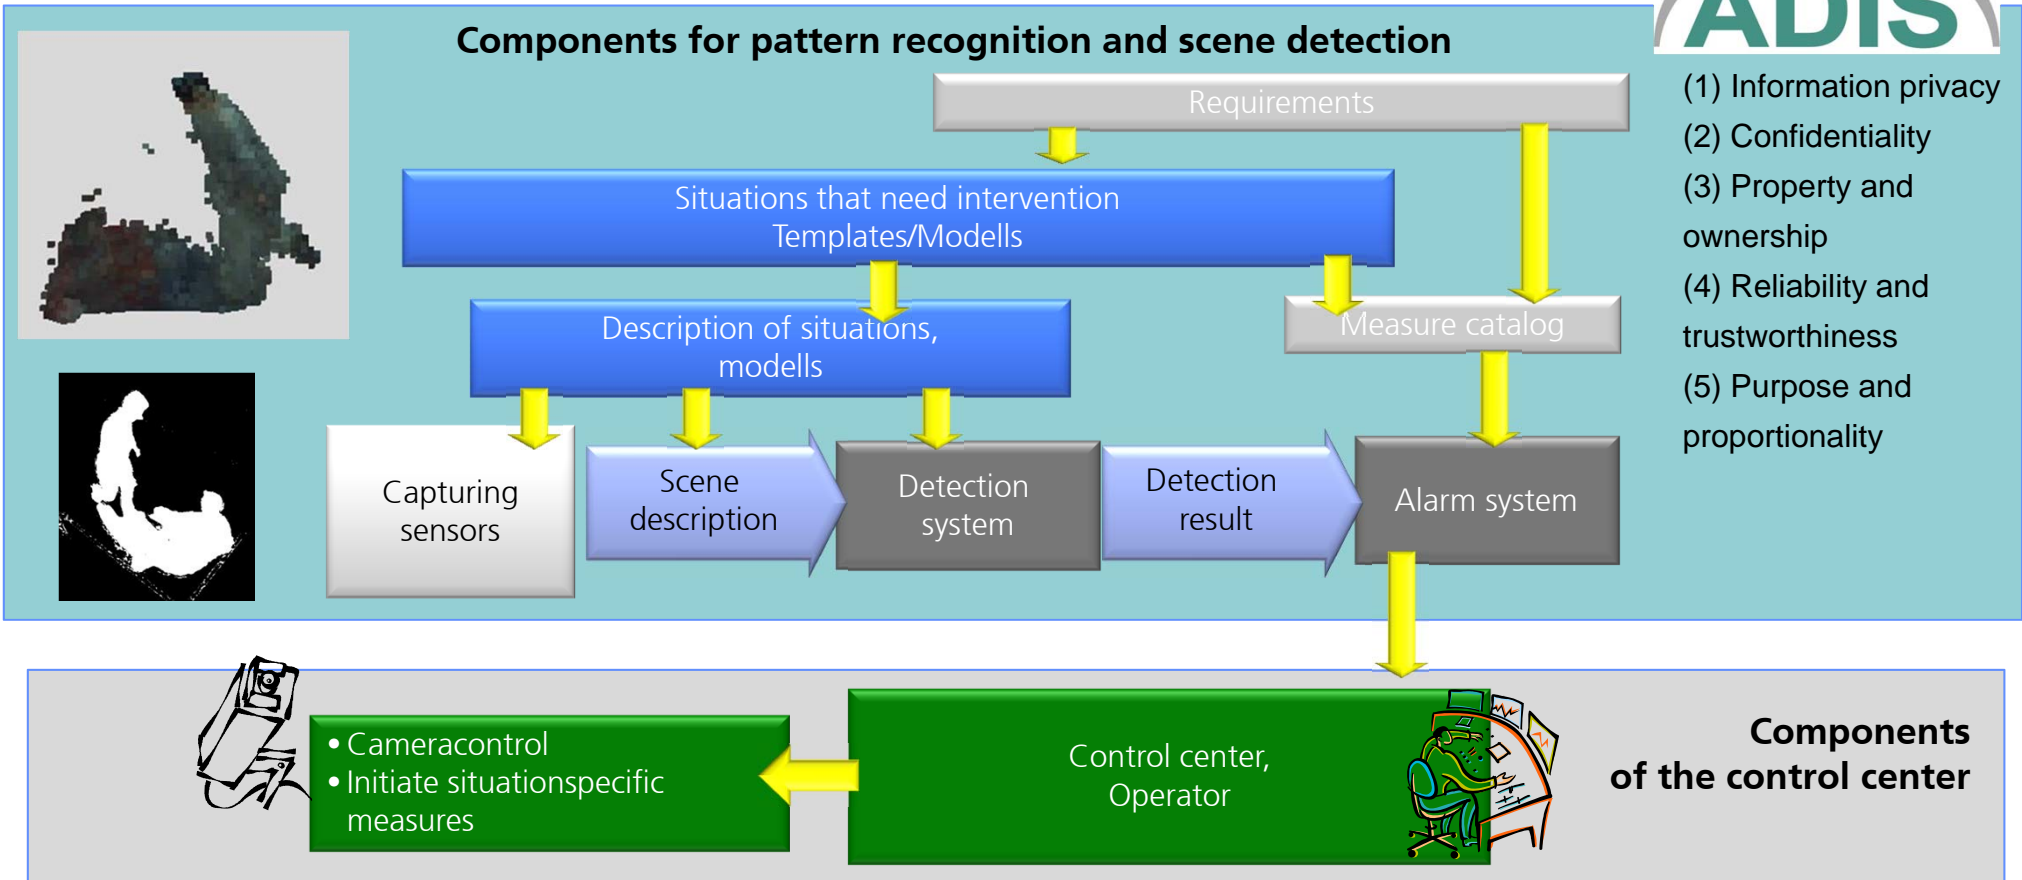 Components for pattern recognition and scene detection
ADIS
(1) Information privacy
(2) Confidentiality
(3) Property and
ownership
(4) Reliability and
trustworthiness
(5) Purpose and
proportionality
Requirements
Situations that need intervention
Templates/Modells
Description of situations,
modells
Measure catalog
Capturing
sensors
Scene
description
Detection
system
Detection
result
Alarm system
• Cameracontrol
• Initiate situationspecific
measures
Control center,
Operator
Components
of the control center